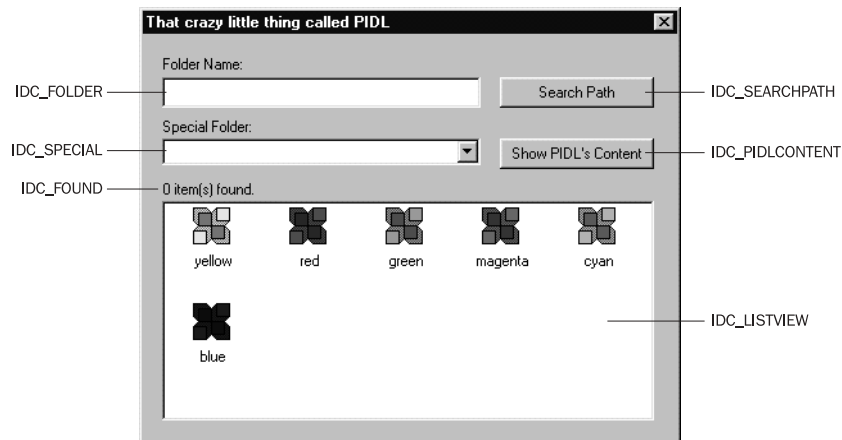 That crazy little thing called PIDL
Folder Name:
IDC_FOLDER
Search Path
IDC_SEARCHPATH
Special Folder:
IDC_SPECIAL
Show PIDL's Content
IDC_PIDLCONTENT
IDC_FOUND
0 item(s) found.
yellow red green magenta cyan
IDC_LISTVIEW
blue